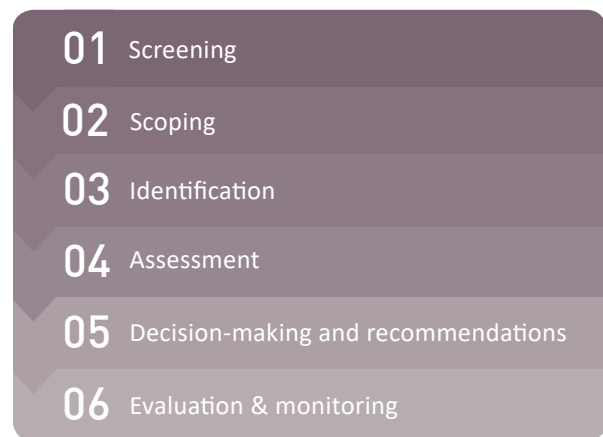 01 Screening
02 Scoping
03 Identification
04 Assessment
05 Decision-making and recommendations
06 Evaluation & monitoring